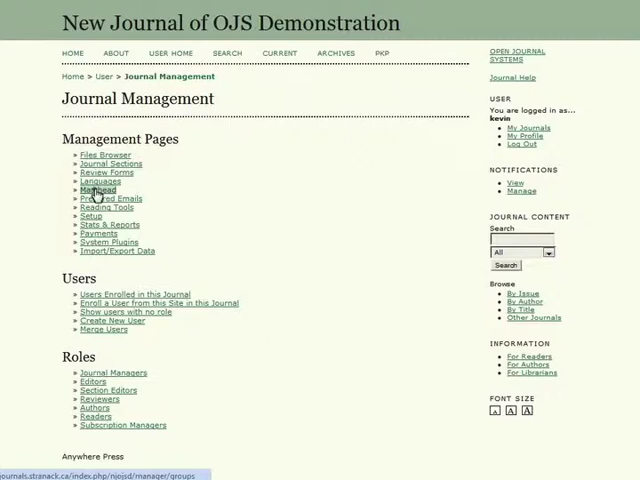 New Journal of OJS Demonstration
HOME ABOUT USER HOME SEARCH CURRENT ARCHIVES PKP
Home > User > Journal Management
Journal Management
Management Pages
» Files Browser
» Journal Sections
» Review Forms
» Languages
» Masthead
» Prepared Emails
» Reading Tools
» Setup
» Stats & Reports
» Payments
» System Plugins
» Import/Export Data
Users
» Users Enrolled in this Journal
» Enroll a User from this Site in this Journal
» Show users with no role
» Create New User
» Merge Users
Roles
» Journal Managers
» Editors
» Section Editors
» Reviewers
» Authors
» Readers
» Subscription Managers
Anywhere Press
journals.stranack.ca/index.php/njojsd/manager/groups
OPEN JOURNAL
SYSTEMS
Journal Help
USER
You are logged in as...
kevin
My Journals
My Profile
Log Out
NOTIFICATIONS
View
Manage
JOURNAL CONTENT
Search
All
Search
Browse
By Issue
By Author
By Title
Other Journals
INFORMATION
For Readers
For Authors
For Librarians
FONT SIZE
A A A